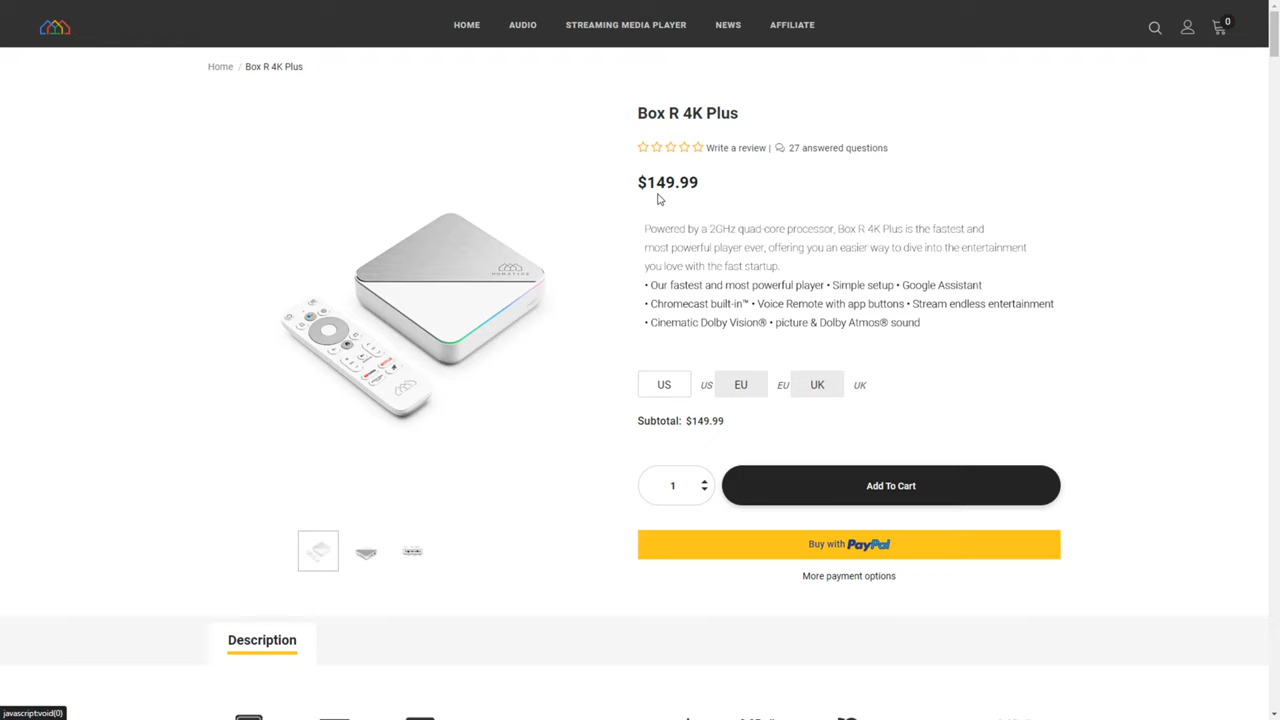 HOME AUDIO STREAMING MEDIA PLAYER NEWS AFFILIATE 0
Home / Box R 4K Plus
Box R 4K Plus
Write a review | 27 answered questions
$149.99
Powered by a 2GHz quad-core processor, Box R 4K Plus is the fastest and
most powerful player ever, offering you an easier way to dive into the entertainment
you love with the fast startup.
• Our fastest and most powerful player • Simple setup • Google Assistant
• Chromecast built-in™ • Voice Remote with app buttons • Stream endless entertainment
• Cinematic Dolby Vision® • picture & Dolby Atmos® sound
HOMATICS
US US EU EU UK UK
Subtotal: $149.99
1 Add To Cart
Buy with PayPal
More payment options
Description
javascript:void(0)